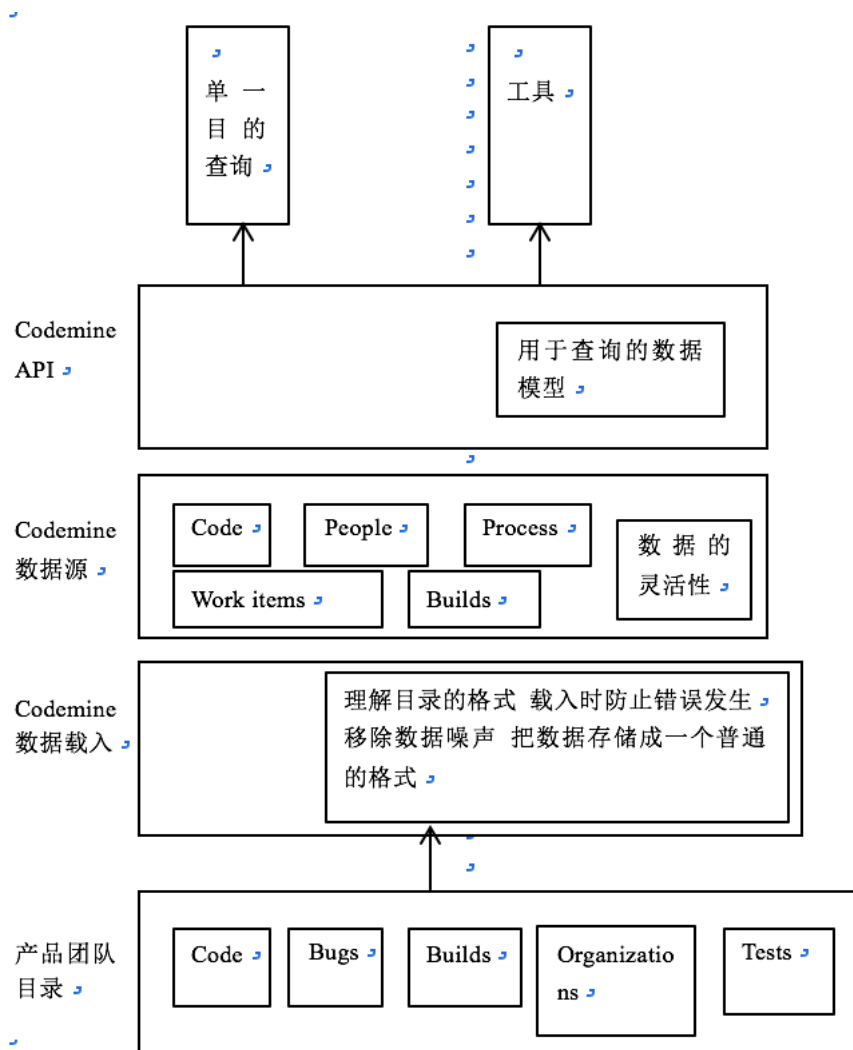 单一
目的
查询
工具
Codemine
API
用于查询的数据
模型
Codemine
数据源
Code
People
Process
数据的
灵活性
Work items
Builds
Codemine
数据载入
理解目录的格式 载入时防止错误发生
移除数据噪声 把数据存储成一个普通
的格式
产品团队
目录
Code
Bugs
Builds
Organizatio
ns
Tests